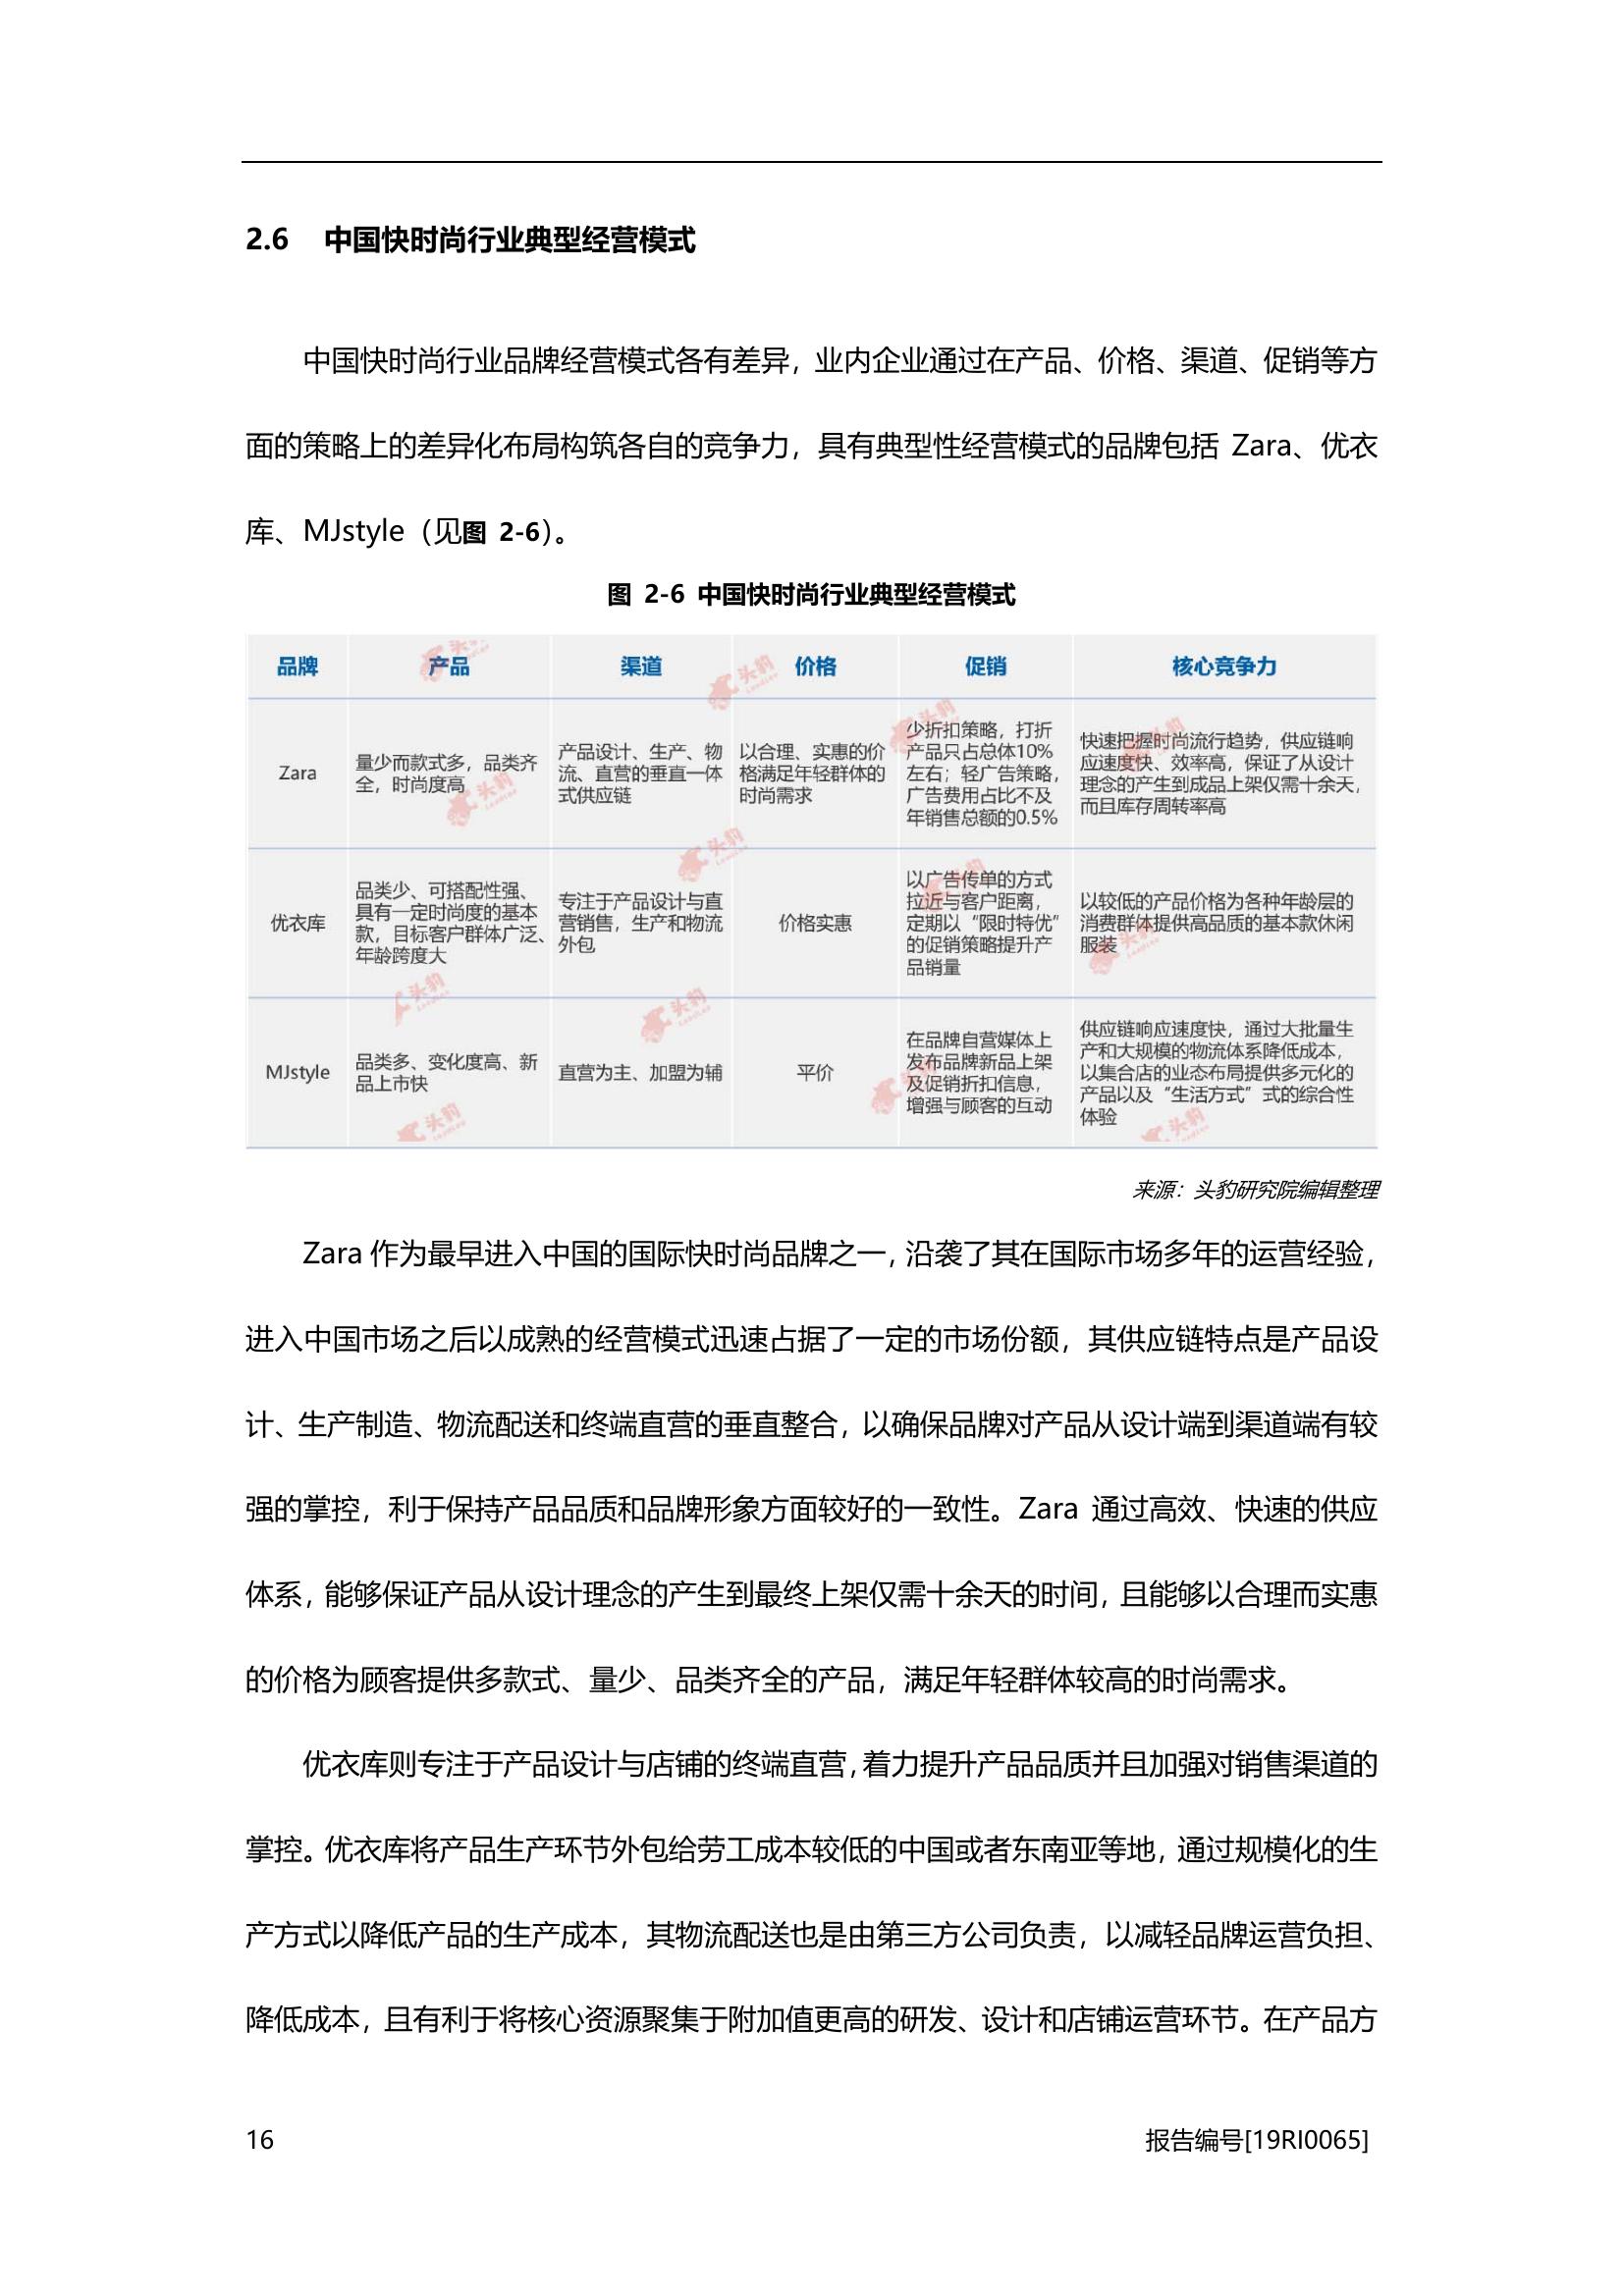 2.6 中国快时尚行业典型经营模式
中国快时尚行业品牌经营模式各有差异，业内企业通过在产品、价格、渠道、促销等方
面的策略上的差异化布局构筑各自的竞争力，具有典型性经营模式的品牌包括 Zara、优衣
库、MJstyle（见图 2-6）。
图 2-6 中国快时尚行业典型经营模式
品牌 产品 渠道 价格 促销 核心竞争力
Zara
量少而款式多，品类齐
全，时尚度高
产品设计、生产、物
流、直营的垂直一体
式供应链
以合理、实惠的价
格满足年轻群体的
时尚需求
少折扣策略，打折
产品只占总体10%
左右；轻广告策略，
广告费用占比不及
年销售总额的0.5%
快速把握时尚流行趋势，供应链响
应速度快、效率高，保证了从设计
理念的产生到成品上架仅需十余天，
而且库存周转率高
优衣库
品类少、可搭配性强、
具有一定时尚度的基本
款，目标客户群体广泛、
年龄跨度大
专注于产品设计与直
营销售，生产和物流
外包
价格实惠
以广告传单的方式
拉近与客户距离，
定期以“限时特优”
的促销策略提升产
品销量
以较低的产品价格为各种年龄层的
消费群体提供高品质的基本款休闲
服装
MJstyle
品类多、变化度高、新
品上市快
直营为主、加盟为辅
平价
在品牌自营媒体上
发布品牌新品上架
及促销折扣信息，
增强与顾客的互动
供应链响应速度快，通过大批量生
产和大规模的物流体系降低成本，
以集合店的业态布局提供多元化的
产品以及“生活方式”式的综合性
体验
来源：头豹研究院编辑整理
Zara 作为最早进入中国的国际快时尚品牌之一，沿袭了其在国际市场多年的运营经验，
进入中国市场之后以成熟的经营模式迅速占据了一定的市场份额，其供应链特点是产品设
计、生产制造、物流配送和终端直营的垂直整合，以确保品牌对产品从设计端到渠道端有较
强的掌控，利于保持产品品质和品牌形象方面较好的一致性。Zara 通过高效、快速的供应
体系，能够保证产品从设计理念的产生到最终上架仅需十余天的时间，且能够以合理而实惠
的价格为顾客提供多款式、量少、品类齐全的产品，满足年轻群体较高的时尚需求。
优衣库则专注于产品设计与店铺的终端直营，着力提升产品品质并且加强对销售渠道的
掌控。优衣库将产品生产环节外包给劳工成本较低的中国或者东南亚等地，通过规模化的生
产方式以降低产品的生产成本，其物流配送也是由第三方公司负责，以减轻品牌运营负担、
降低成本，且有利于将核心资源聚集于附加值更高的研发、设计和店铺运营环节。在产品方
16 报告编号[19RI0065]